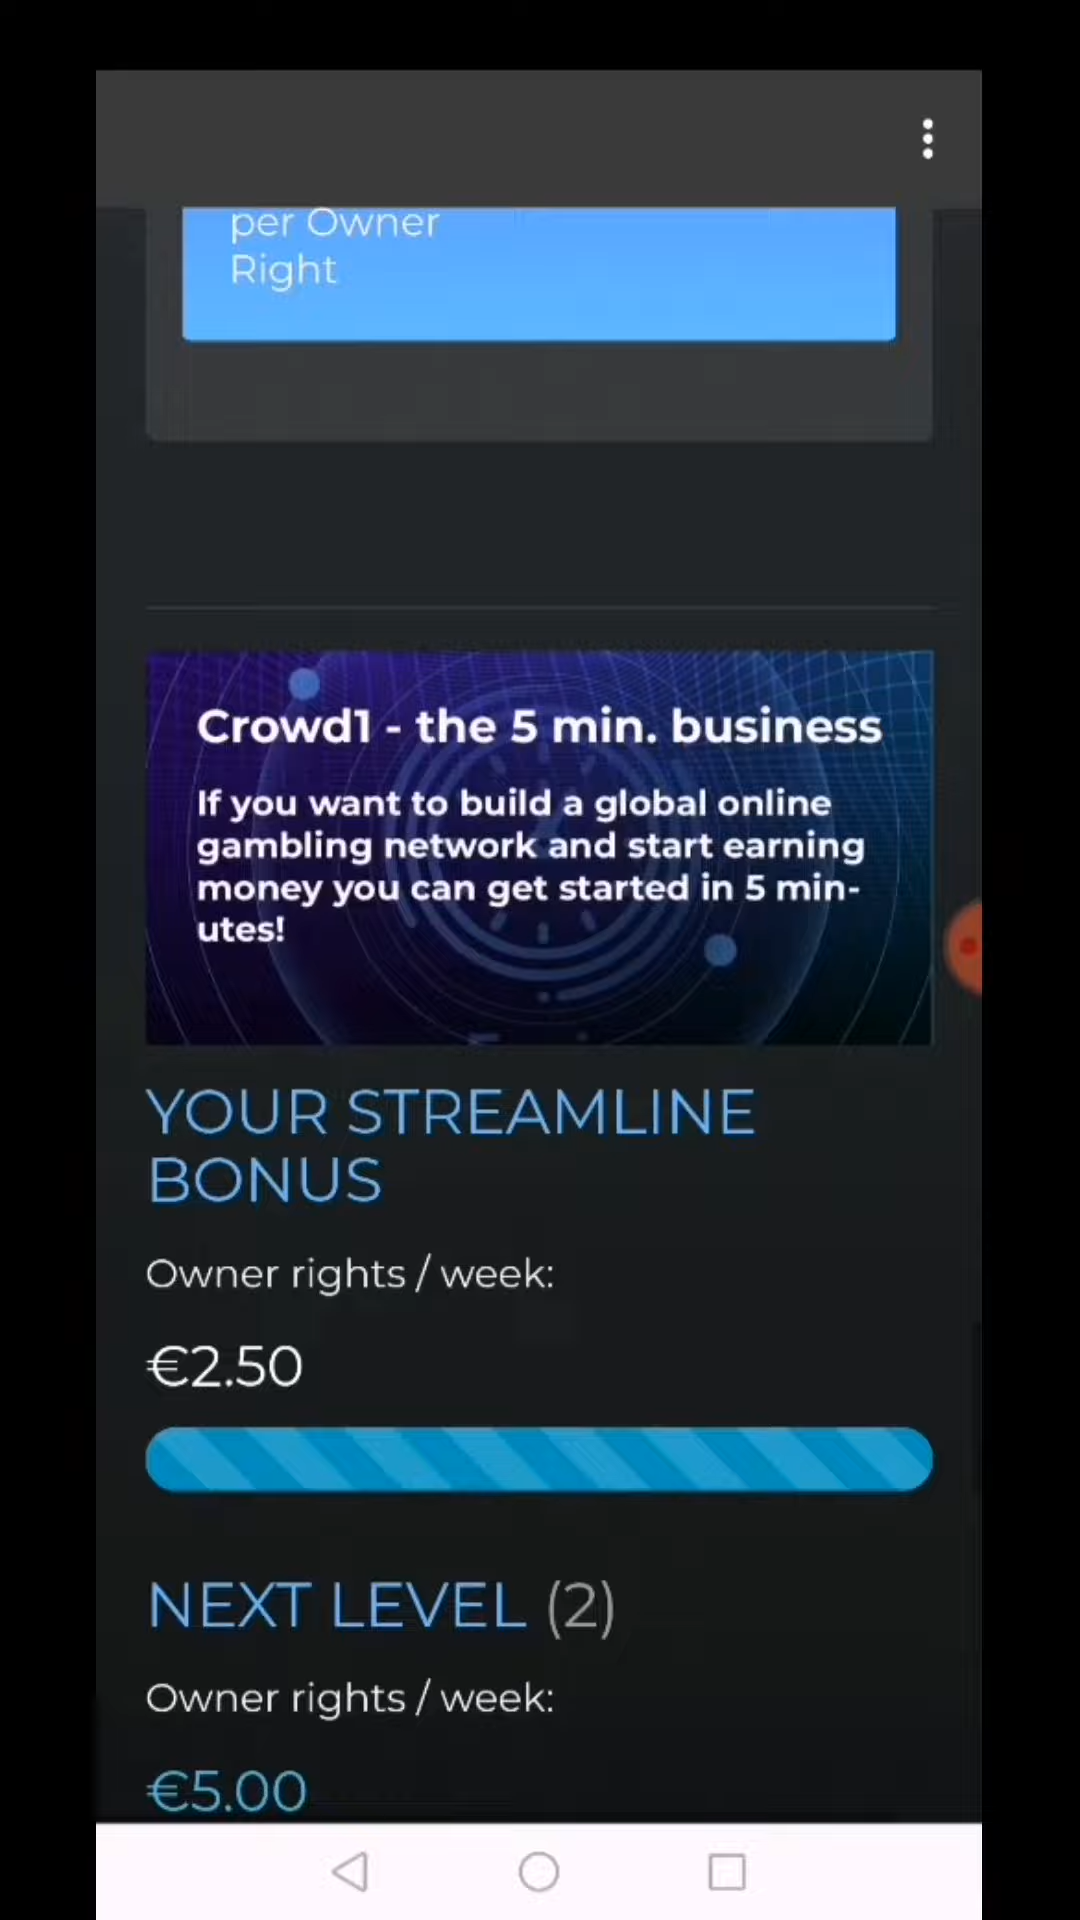 per Owner
Right
Crowd1 - the 5 min. business
If you want to build a global online
gambling network and start earning
money you can get started in 5 min-
utes!
YOUR STREAMLINE
BONUS
Owner rights / week:
€2.50
NEXT LEVEL (2)
Owner rights / week:
€5.00